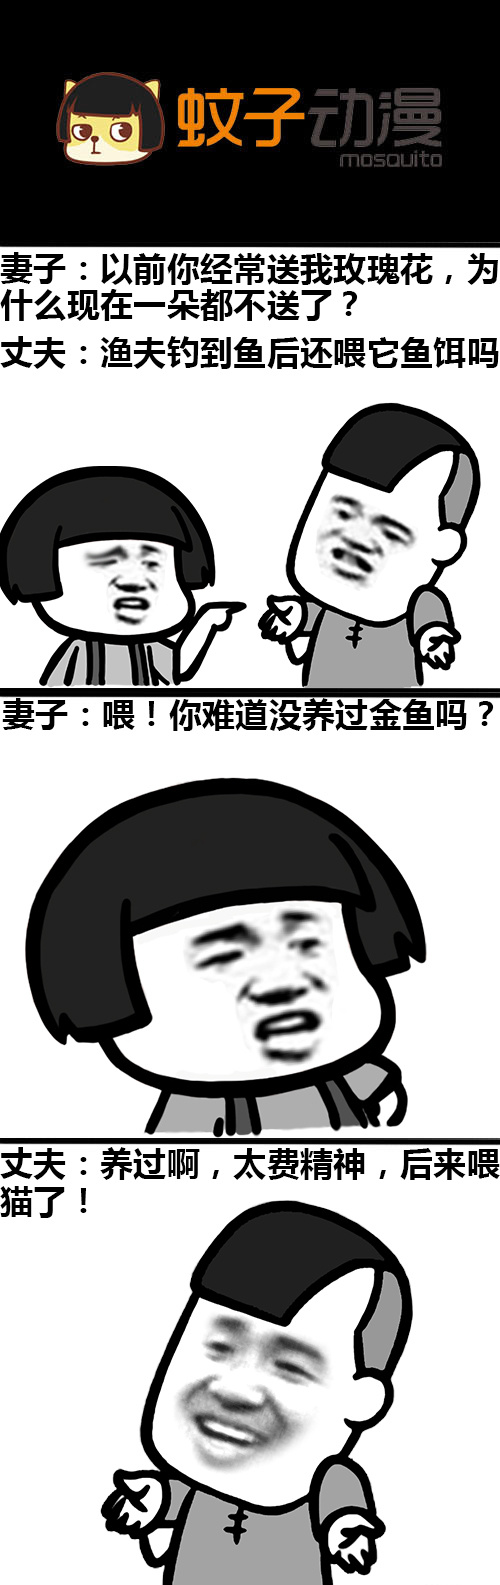 蚊子动漫
mosquito
妻子：以前你经常送我玫瑰花，为
什么现在一朵都不送了？
丈夫：渔夫钓到鱼后还喂它鱼饵吗
妻子：喂！你难道没养过金鱼吗？
丈夫：养过啊，太费精神，后来喂
猫了！